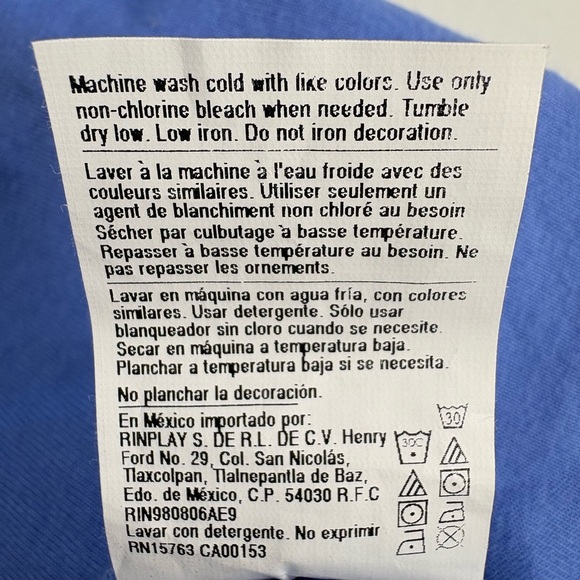 Machine wash cold with like colors. Use only
non-chlorine bleach when needed. Tumble
dry low. Low iron. Do not iron decoration.
Laver à la machine à l'eau froide avec des
couleurs similaires. Utiliser seulement un
agent de blanchiment non chloré au besoin
Sécher par culbutage à basse température.
Repasser à basse température au besoin. Ne
pas repasser les ornements.
Lavar en máquina con agua fría, con colores
similares. Usar detergente. Sólo usar
blanqueador sin cloro cuando se necesite.
Secar en máquina a temperatura baja.
Planchar a temperatura baja si se necesita.
No planchar la decoración.
En México importado por:
RINPLAY S. DE R.L. DE C.V. Henry
Ford No. 29, Col. San Nicolás,
Tlaxcolpan, Tlalnepantla de Baz,
Edo. de México, C.P. 54030 R.F.C
RIN980806AE9
Lavar con detergente. No exprimir
RN15763 CA00153
30
30C